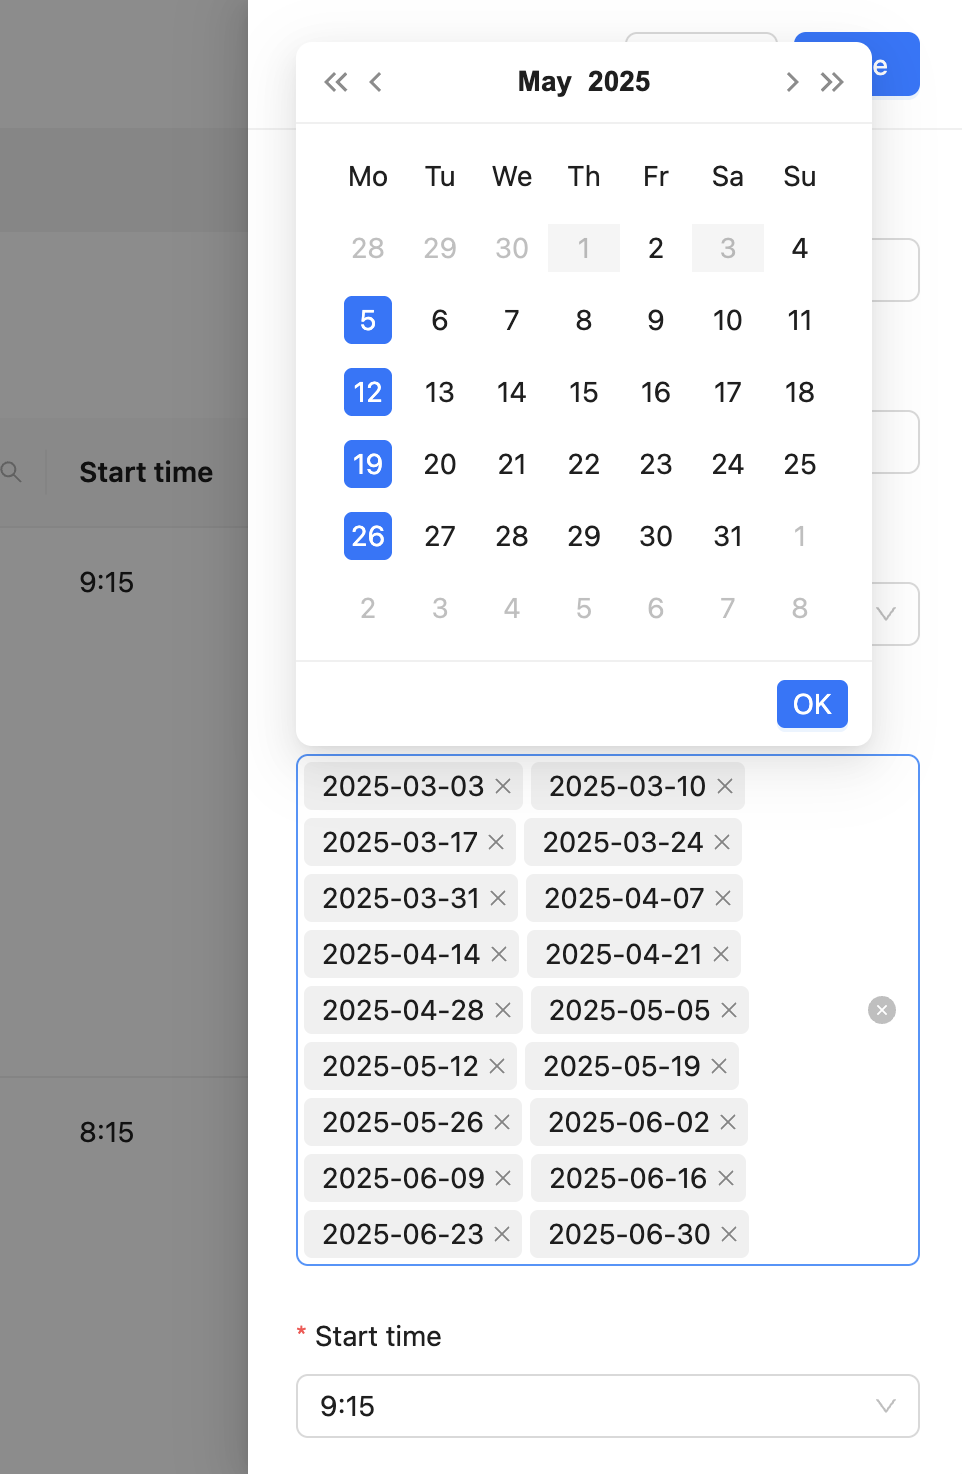 May 2025
Mo Tu We Th Fr Sa Su
28 29 30 1 2 3 4
5 6 7 8 9 10 11
12 13 14 15 16 17 18
19 20 21 22 23 24 25
26 27 28 29 30 31 1
2 3 4 5 6 7 8
OK
Start time
9:15
8:15
2025-03-03 2025-03-10
2025-03-17 2025-03-24
2025-03-31 2025-04-07
2025-04-14 2025-04-21
2025-04-28 2025-05-05
2025-05-12 2025-05-19
2025-05-26 2025-06-02
2025-06-09 2025-06-16
2025-06-23 2025-06-30
* Start time
9:15